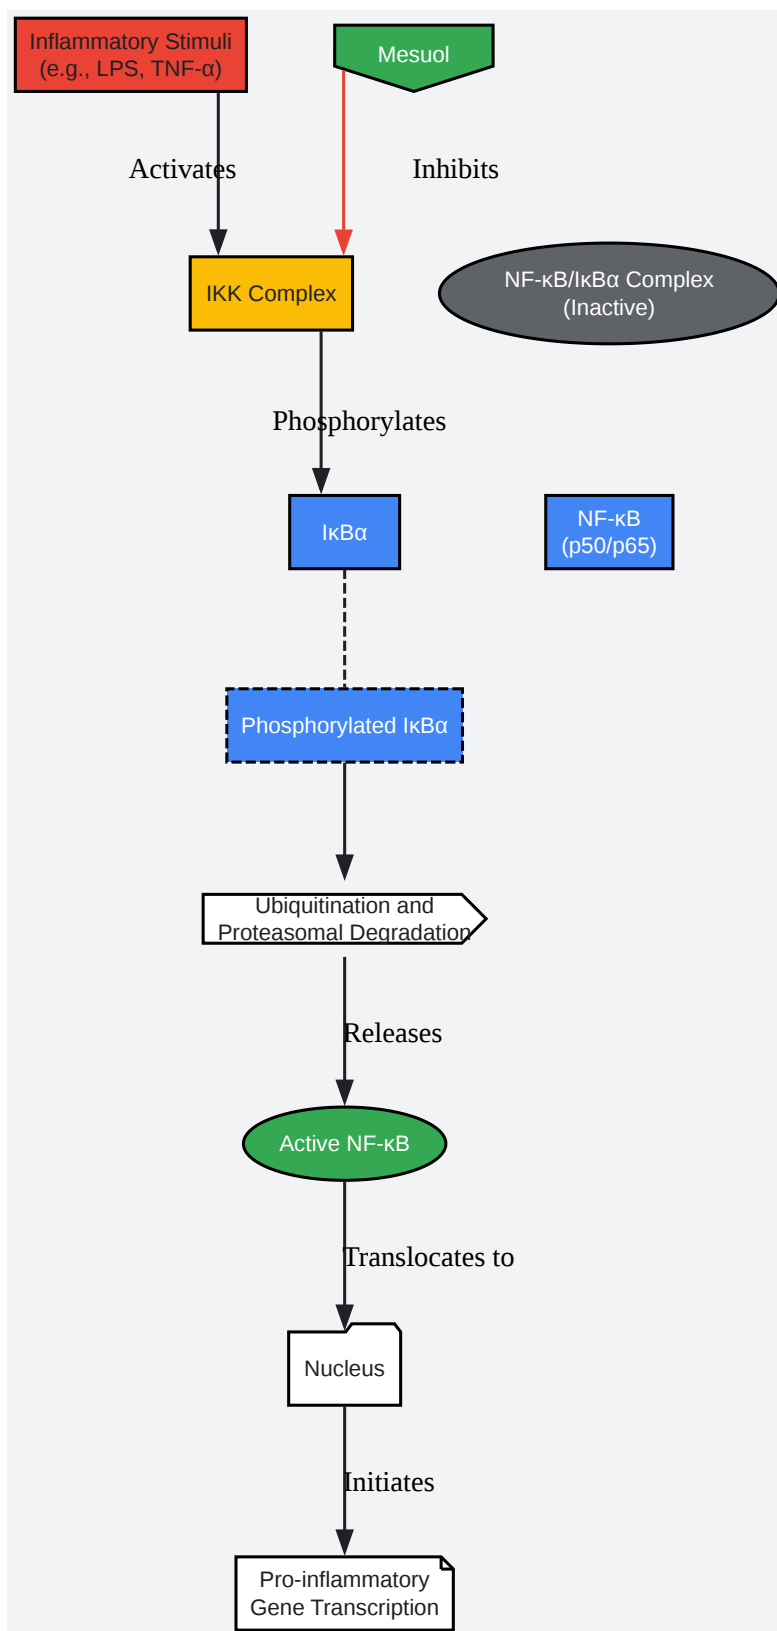 Inflammatory Stimuli
(e.g., LPS, TNF-α)
Mesuol
Activates
Inhibits
IKK Complex
NF-κB/IκBα Complex
(Inactive)
Phosphorylates
IκBα
NF-κB
(p50/p65)
Phosphorylated IκBα
Ubiquitination and
Proteasomal Degradation
Releases
Active NF-κB
Translocates to
Nucleus
Initiates
Pro-inflammatory
Gene Transcription